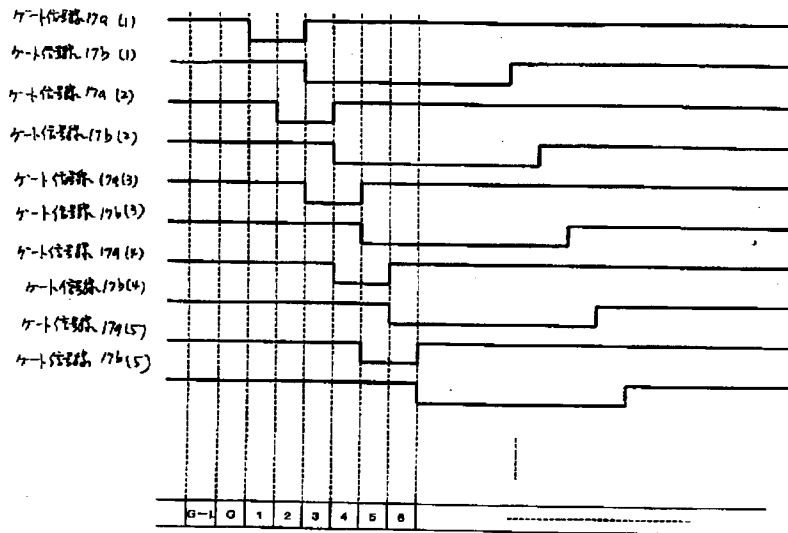 ゲート信号線17a (1)
ゲート信号線17b (1)
ゲート信号線17a (2)
ゲート信号線17b (2)
ゲート信号線17a(3)
ゲート信号線17b(3)
ゲート信号線17a(4)
ゲート信号線17b(4)
ゲート信号線17a(5)
ゲート信号線17b(5)
G-L G 1 2 3 4 5 6